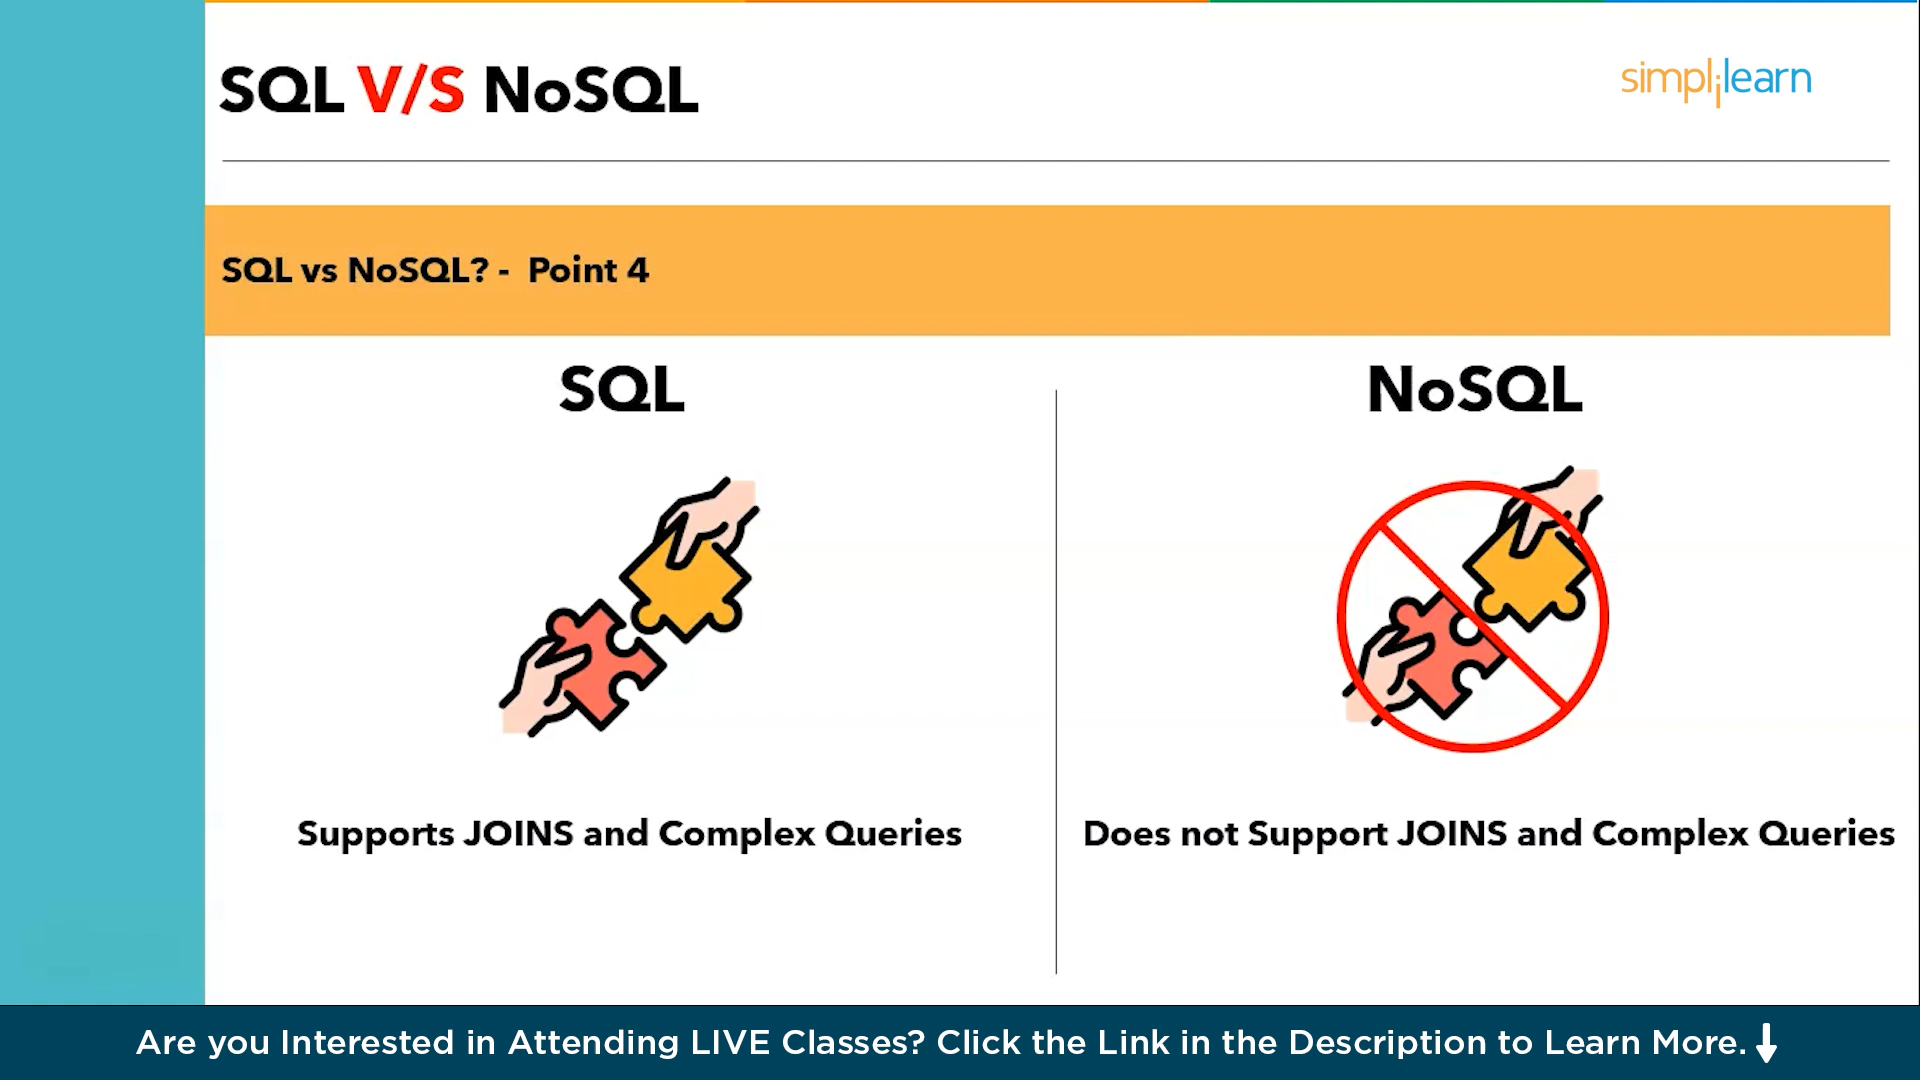 SQL V/S NoSQL
simplilearn
SQL vs NoSQL? - Point 4
SQL
NoSQL
Supports JOINS and Complex Queries
Does not Support JOINS and Complex Queries
Are you Interested in Attending LIVE Classes? Click the Link in the Description to Learn More.